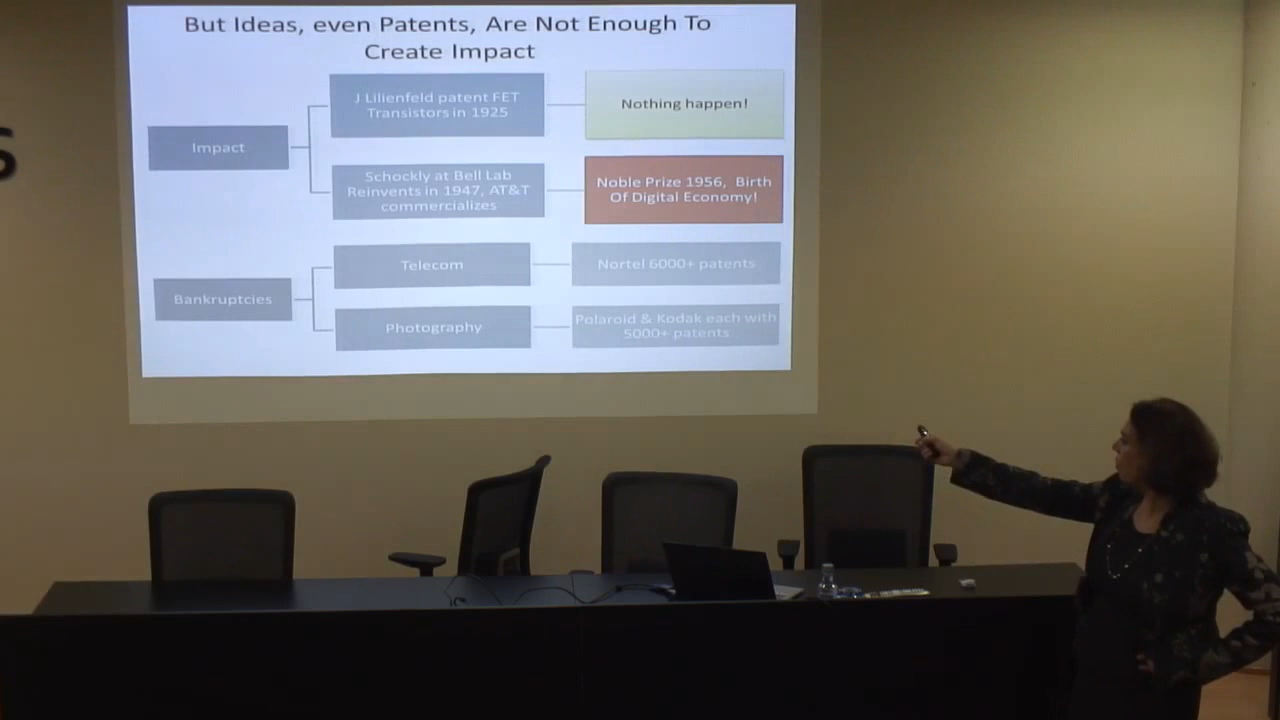 But Ideas, even Patents, Are Not Enough To
Create Impact
Impact
J Lilienfeld patent FET
Transistors in 1925
Nothing happen!
Schockly at Bell Lab
Reinvents in 1947, AT&T
commercializes
Noble Prize 1956, Birth
Of Digital Economy!
Bankruptcies
Telecom
Nortel 6000+ patents
Photography
Polaroid & Kodak each with
5000+ patents